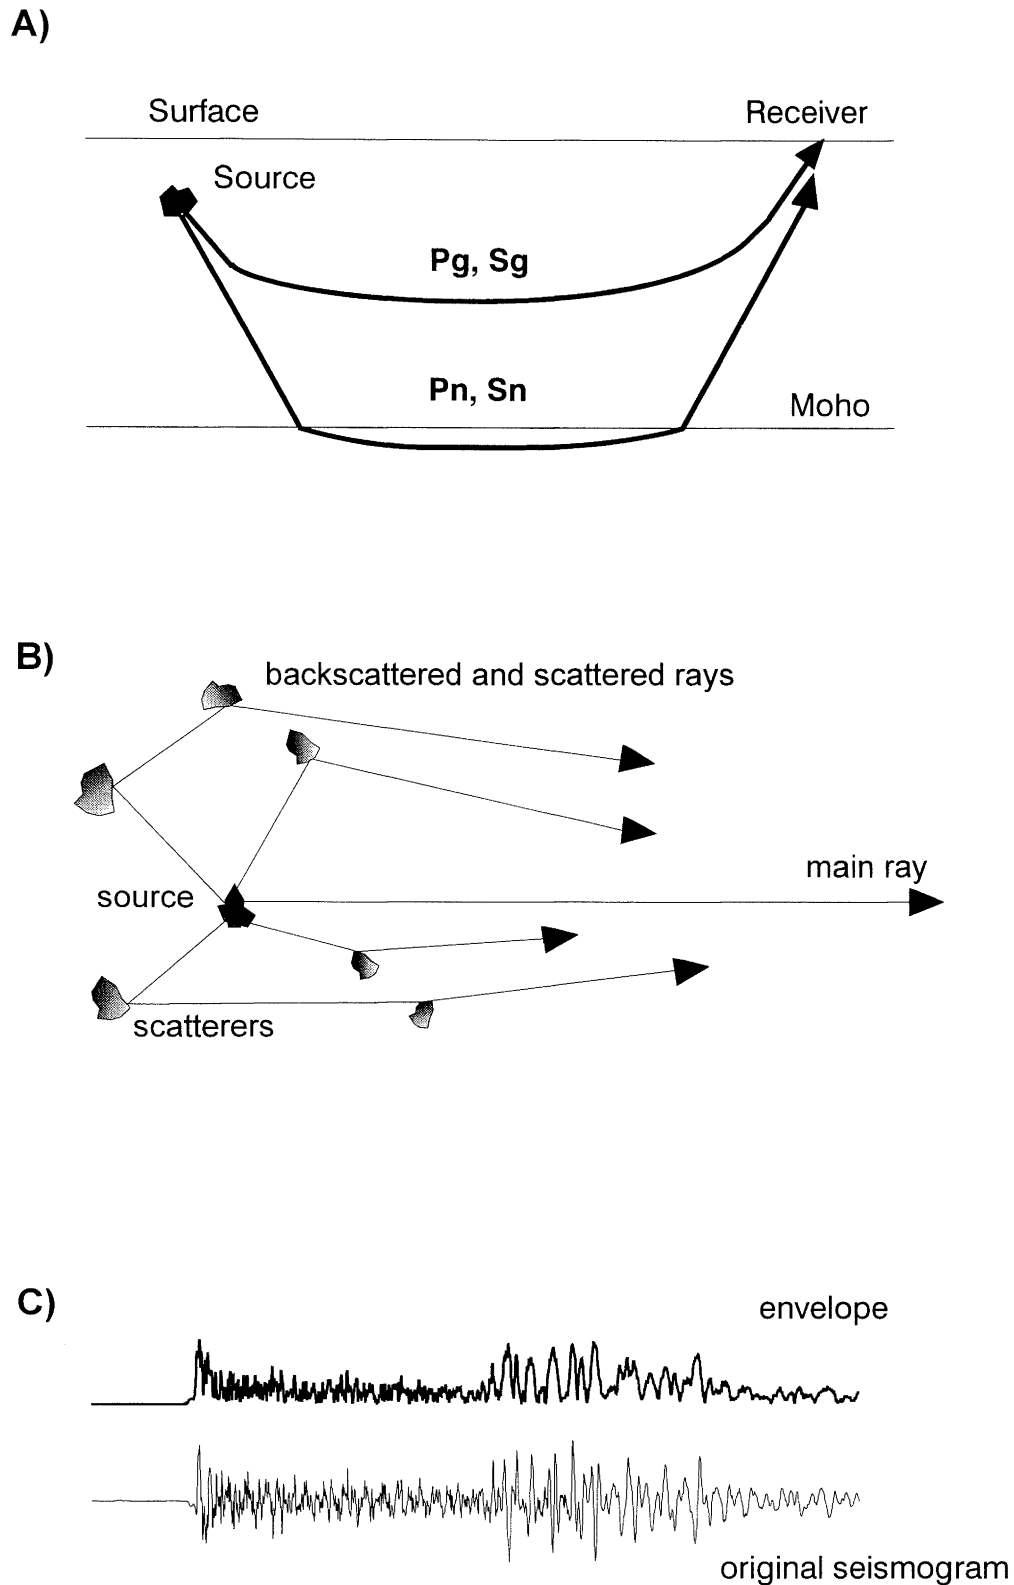 A)
Surface
Receiver
Source
Pg, Sg
Pn, Sn
Moho
B)
backscattered and scattered rays
main ray
source
scatterers
C)
envelope
original seismogram